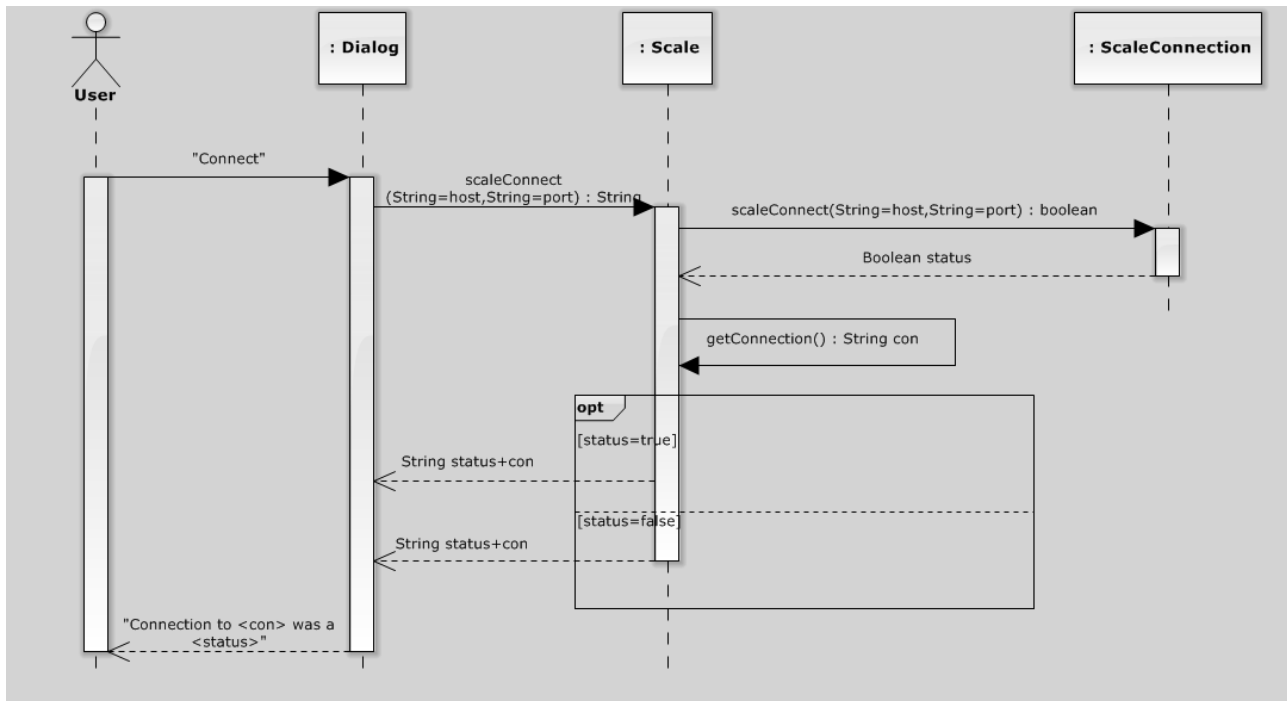 : Dialog
: Scale
: ScaleConnection
User
"Connect"
scaleConnect
(String=host,String=port) : String
scaleConnect(String=host,String=port) : boolean
Boolean status
getConnection() : String con
opt
[status=true]
String status+con
[status=false]
String status+con
"Connection to <con> was a
<status>"